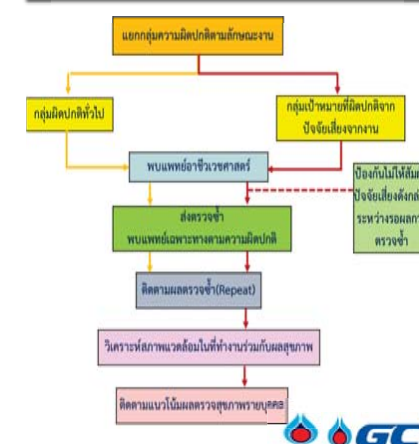 แยกกลุ่มความผิดปกติตามลักษณะงาน
กลุ่มผิดปกติทั่วไป
กลุ่มเป้าหมายที่ผิดปกติจาก
ปัจจัยเสี่ยงจากงาน
พบแพทย์อาชีวเวชศาสตร์
ป้องกันไม่ให้สัมผ
ปัจจัยเสี่ยงดังกล
ระหว่างรอผลกา
ตรวจซ้ำ
ส่งตรวจซ้ำ
พบแพทย์เฉพาะทางตามความผิดปกติ
ติดตามผลตรวจซ้ำ(Repeat)
วิเคราะห์สภาพแวดล้อมในที่ทำงานร่วมกับผลสุขภาพ
ติดตามแนวโน้มผลตรวจสุขภาพรายบุคคล
GC